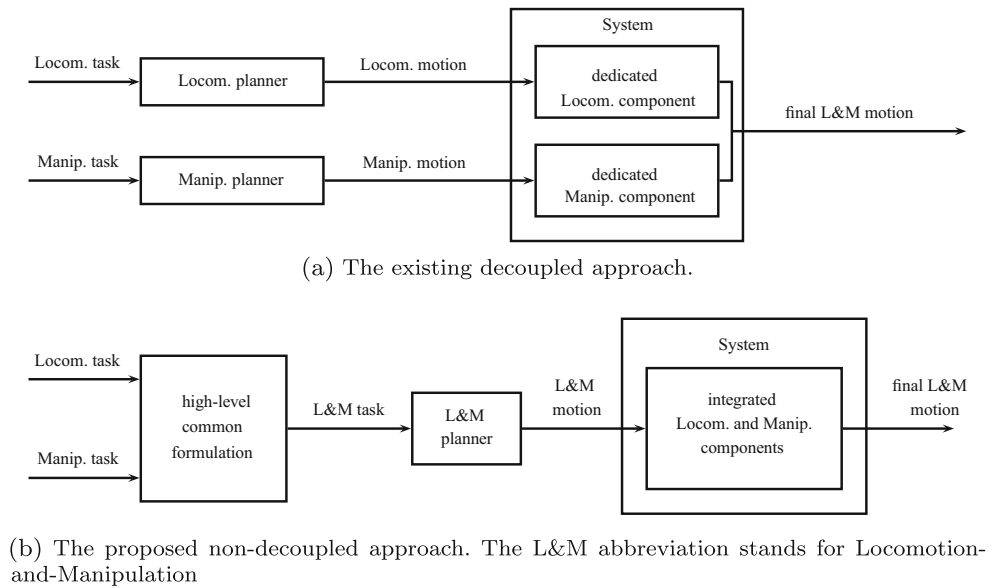 System
Locom. task
Locom. planner
Locom. motion
dedicated
Locom. component
final L&M motion
Manip. task
Manip. planner
Manip. motion
dedicated
Manip. component
(a) The existing decoupled approach.
System
Locom. task
high-level
common
formulation
Manip. task
L&M task
L&M
planner
L&M
motion
integrated
Locom. and Manip.
components
final L&M
motion
(b) The proposed non-decoupled approach. The L&M abbreviation stands for Locomotion-
and-Manipulation